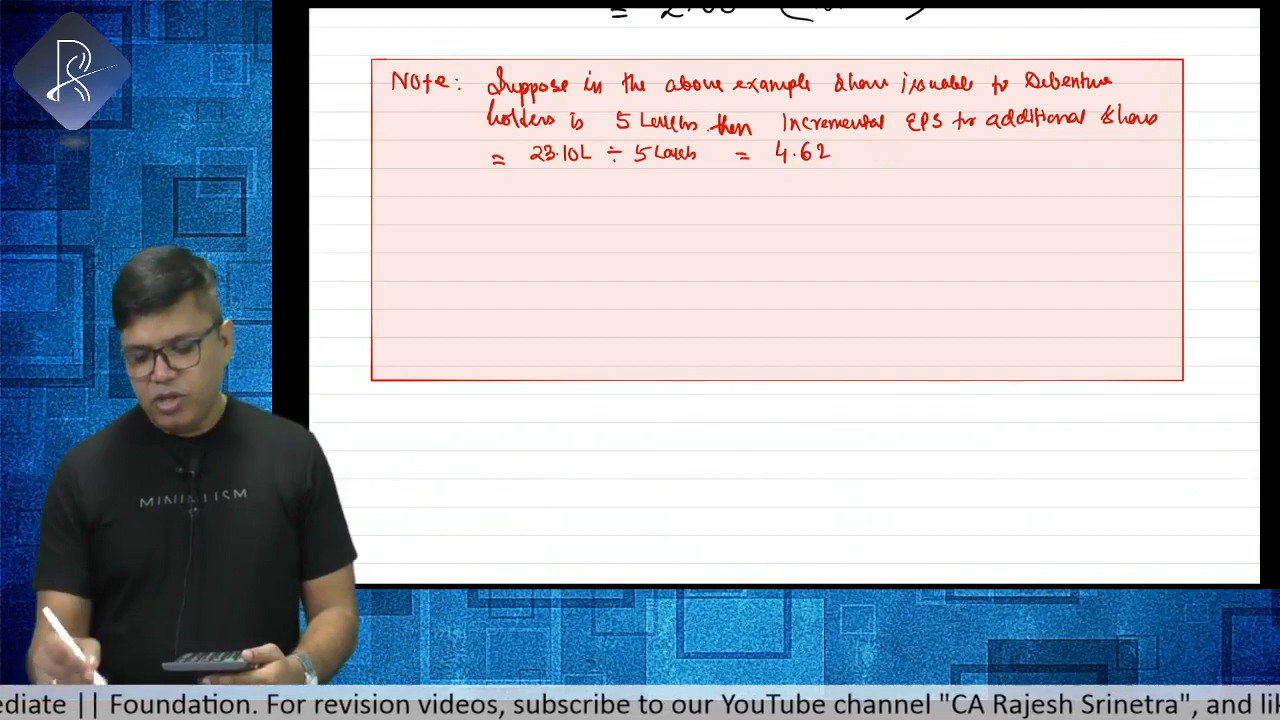 Note: Suppose in the above example share issuable to Debenture
holders is 5 Lakhs then Incremental EPS to additional share
= 23.10L ÷ 5 Lakh = 4.62
MINIMALISM
ediate || Foundation. For revision videos, subscribe to our YouTube channel "CA Rajesh Srinetra", and li